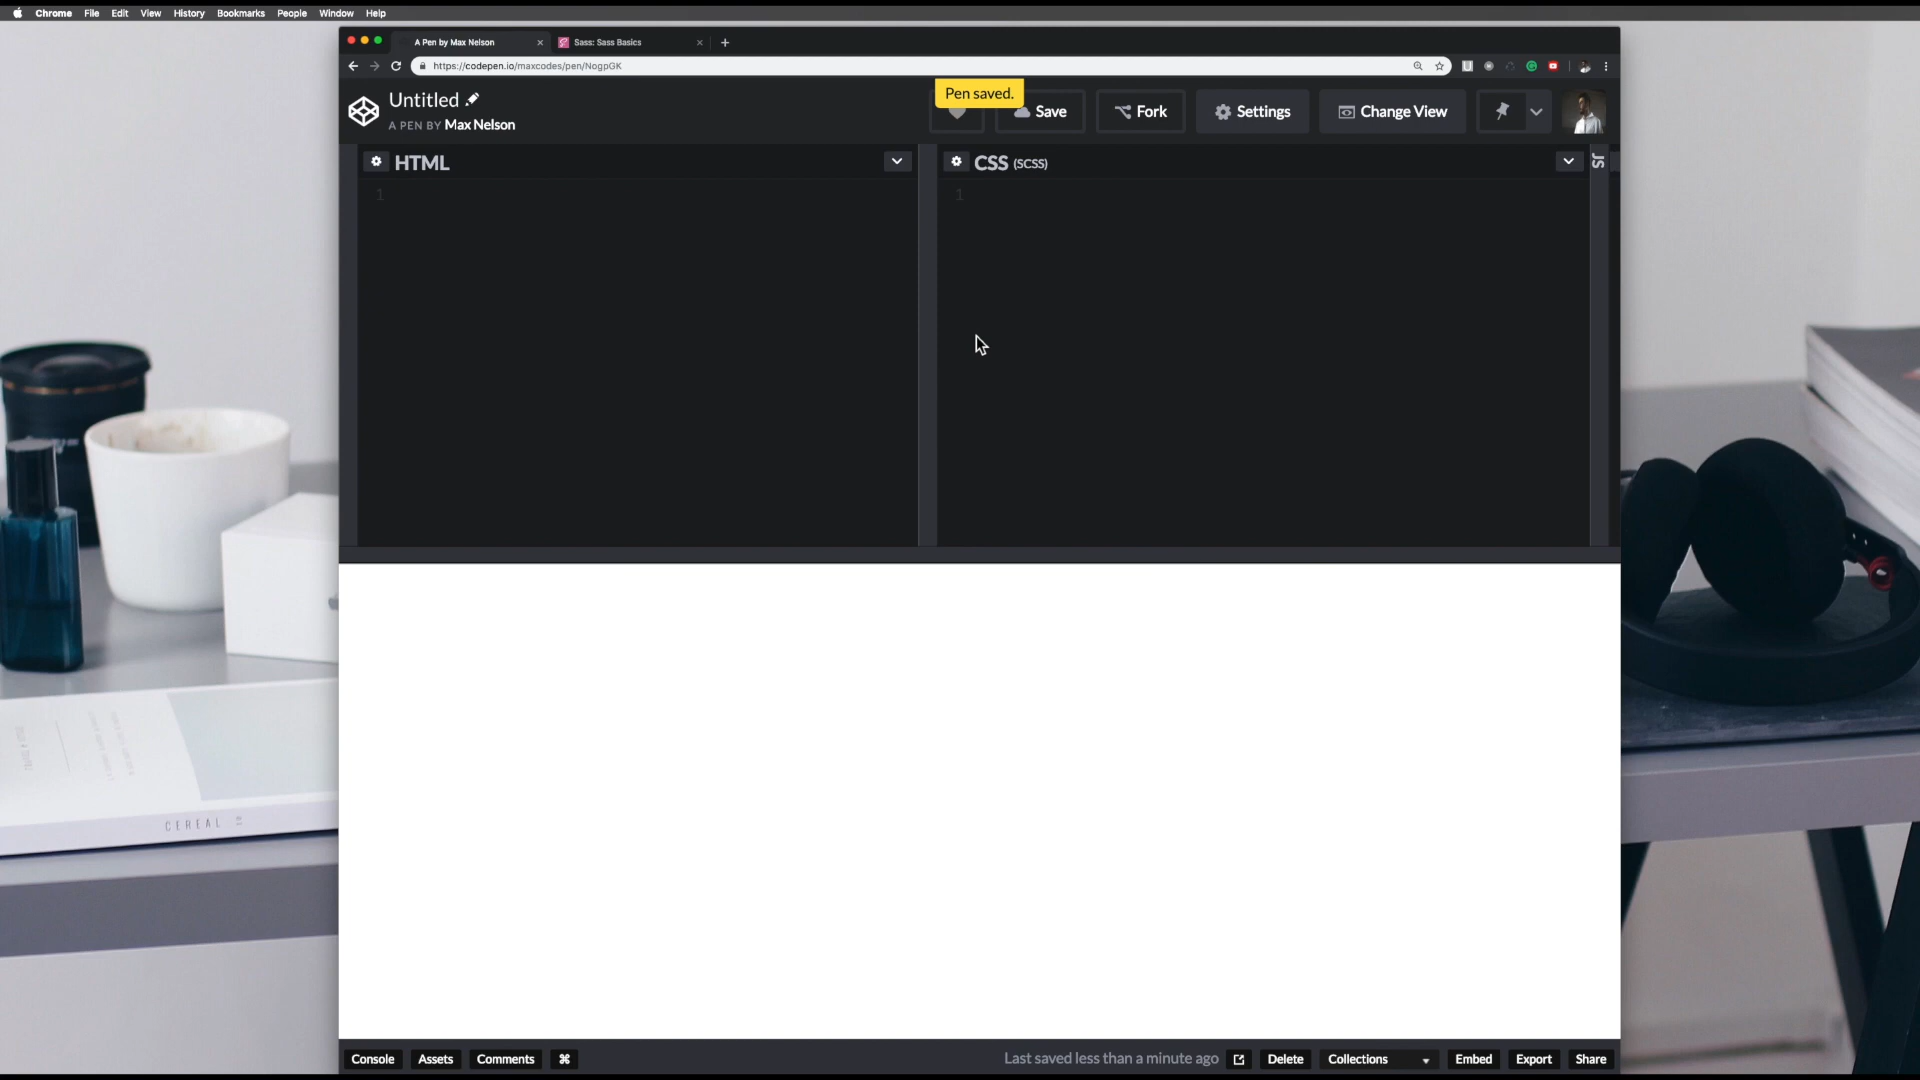 Chrome File Edit View History Bookmarks People Window Help
A Pen by Max Nelson
Sass: Sass Basics
https://codepen.io/maxcodes/pen/NogpGK
Untitled
A PEN BY Max Nelson
Pen saved.
Save
Fork
Settings
Change View
HTML
CSS (SCSS)
JS
1
1
CEREAL
Console
Assets
Comments
⌘
Last saved less than a minute ago
Delete
Collections
Embed
Export
Share